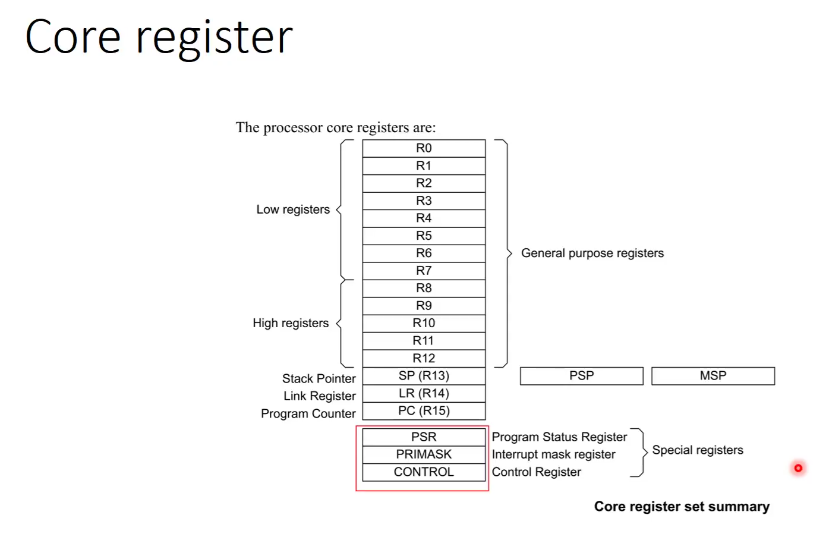 Core register
The processor core registers are:
R0
R1
R2
R3
Low registers
R4
R5
R6
General purpose registers
R7
R8
R9
High registers
R10
R11
R12
Stack Pointer SP (R13) PSP MSP
Link Register LR (R14)
Program Counter PC (R15)
PSR Program Status Register
PRIMASK Interrupt mask register Special registers
CONTROL Control Register
Core register set summary